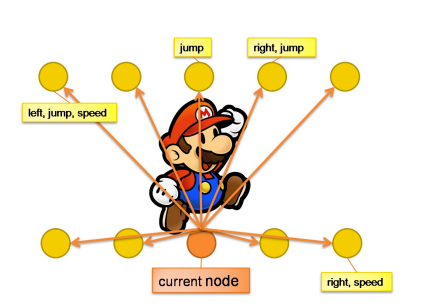 jump
right, jump
left, jump, speed
M
current node
right, speed